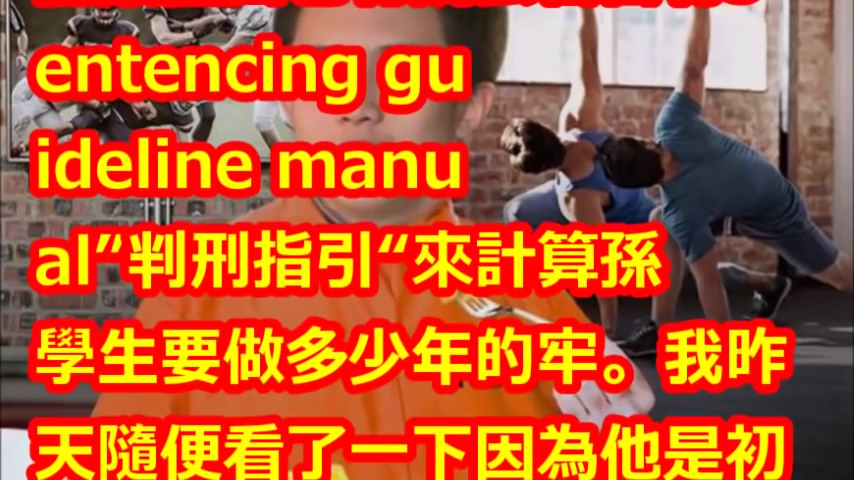 entencing gu
ideline manu
al”判刑指引“來計算孫
學生要做多少年的牢。我昨
天隨便看了一下因為他是初